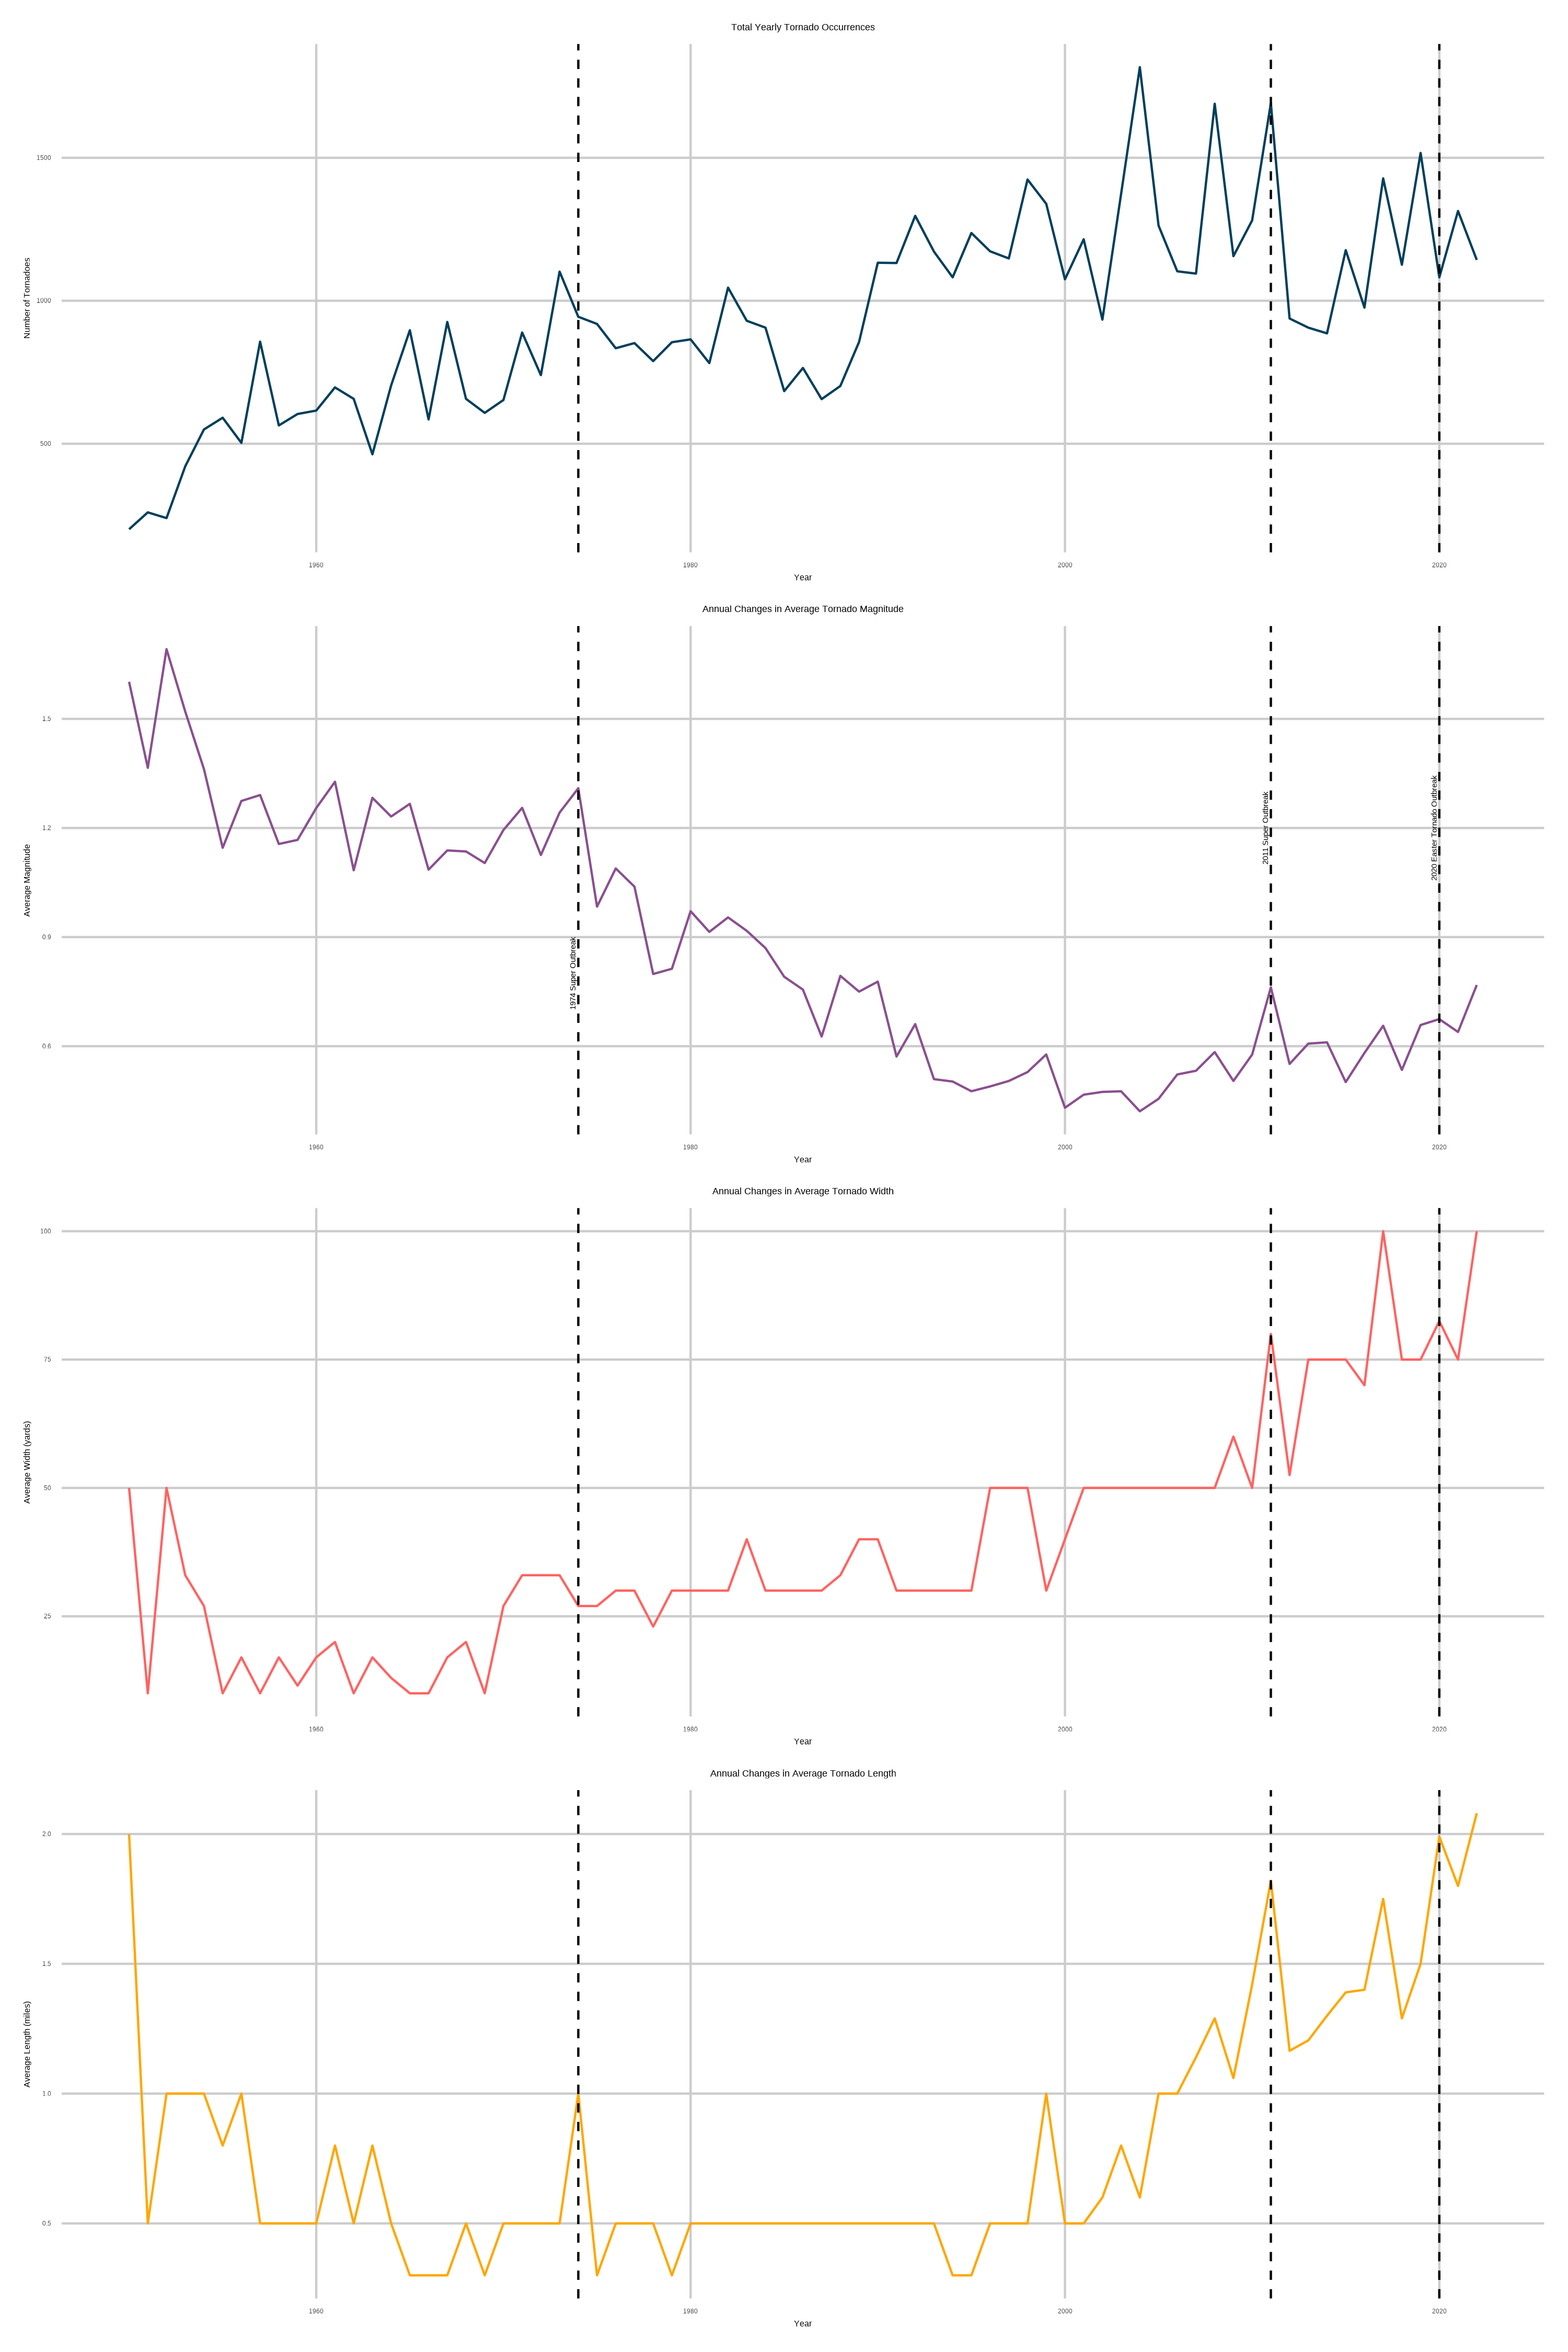 Total Yearly Tornado Occurrences
Number of Tornadoes
1500
1000
500
1960
1980
2000
2020
Year
Annual Changes in Average Tornado Magnitude
Average Magnitude
1.5
1.2
0.9
0.6
1974 Super Outbreak
2011 Super Outbreak
2020 Easter Tornado Outbreak
1960
1980
2000
2020
Year
Annual Changes in Average Tornado Width
Average Width (yards)
100
75
50
25
1960
1980
2000
2020
Year
Annual Changes in Average Tornado Length
Average Length (miles)
2.0
1.5
1.0
0.5
1960
1980
2000
2020
Year